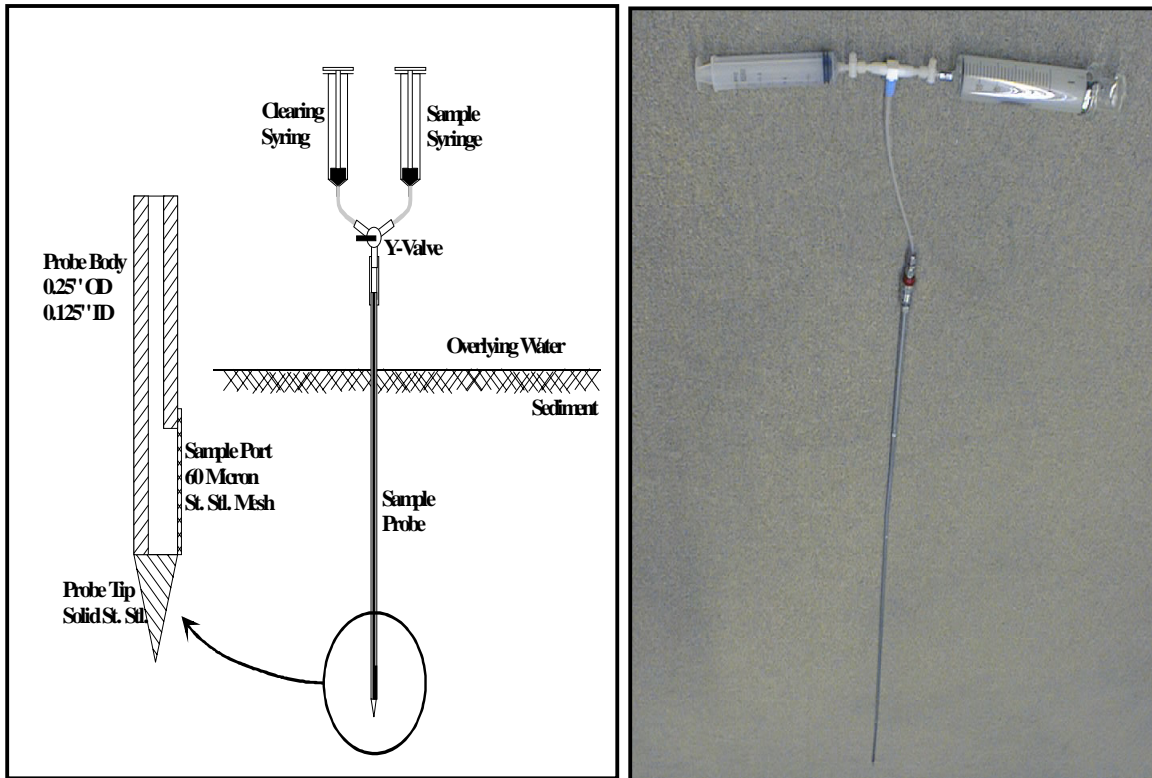 Clearing
Syring
Sample
Syringe
Y-Valve
Probe Body
0.25" OD
0.125" ID
Overlying Water
Sediment
Sample Port
60 Micron
St. Stl. Mesh
Sample
Probe
Probe Tip
Solid St. Stl.